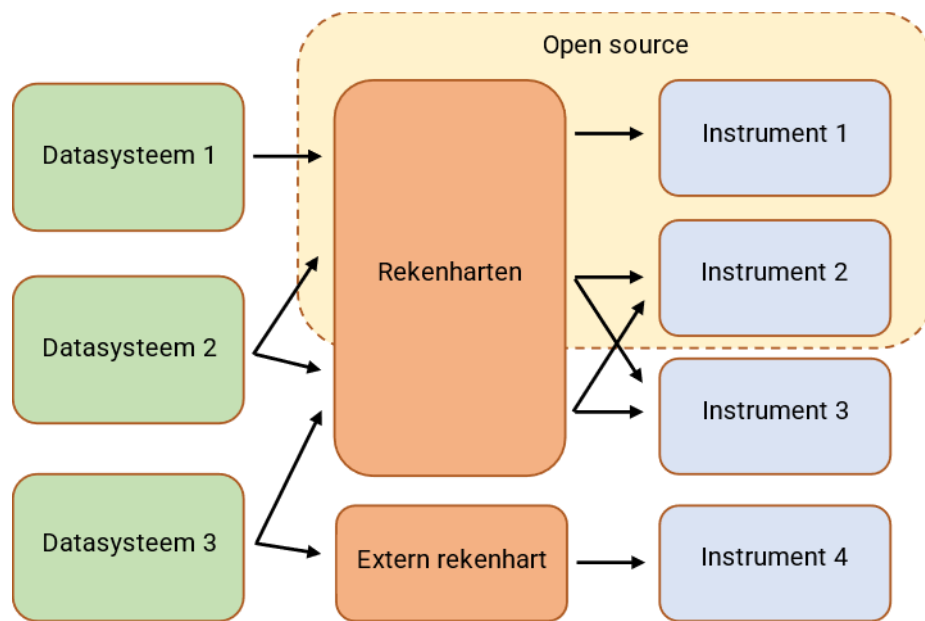 Open source
Datasysteem 1
Instrument 1
Rekenharten
Instrument 2
Datasysteem 2
Instrument 3
Datasysteem 3
Extern rekenhart
Instrument 4